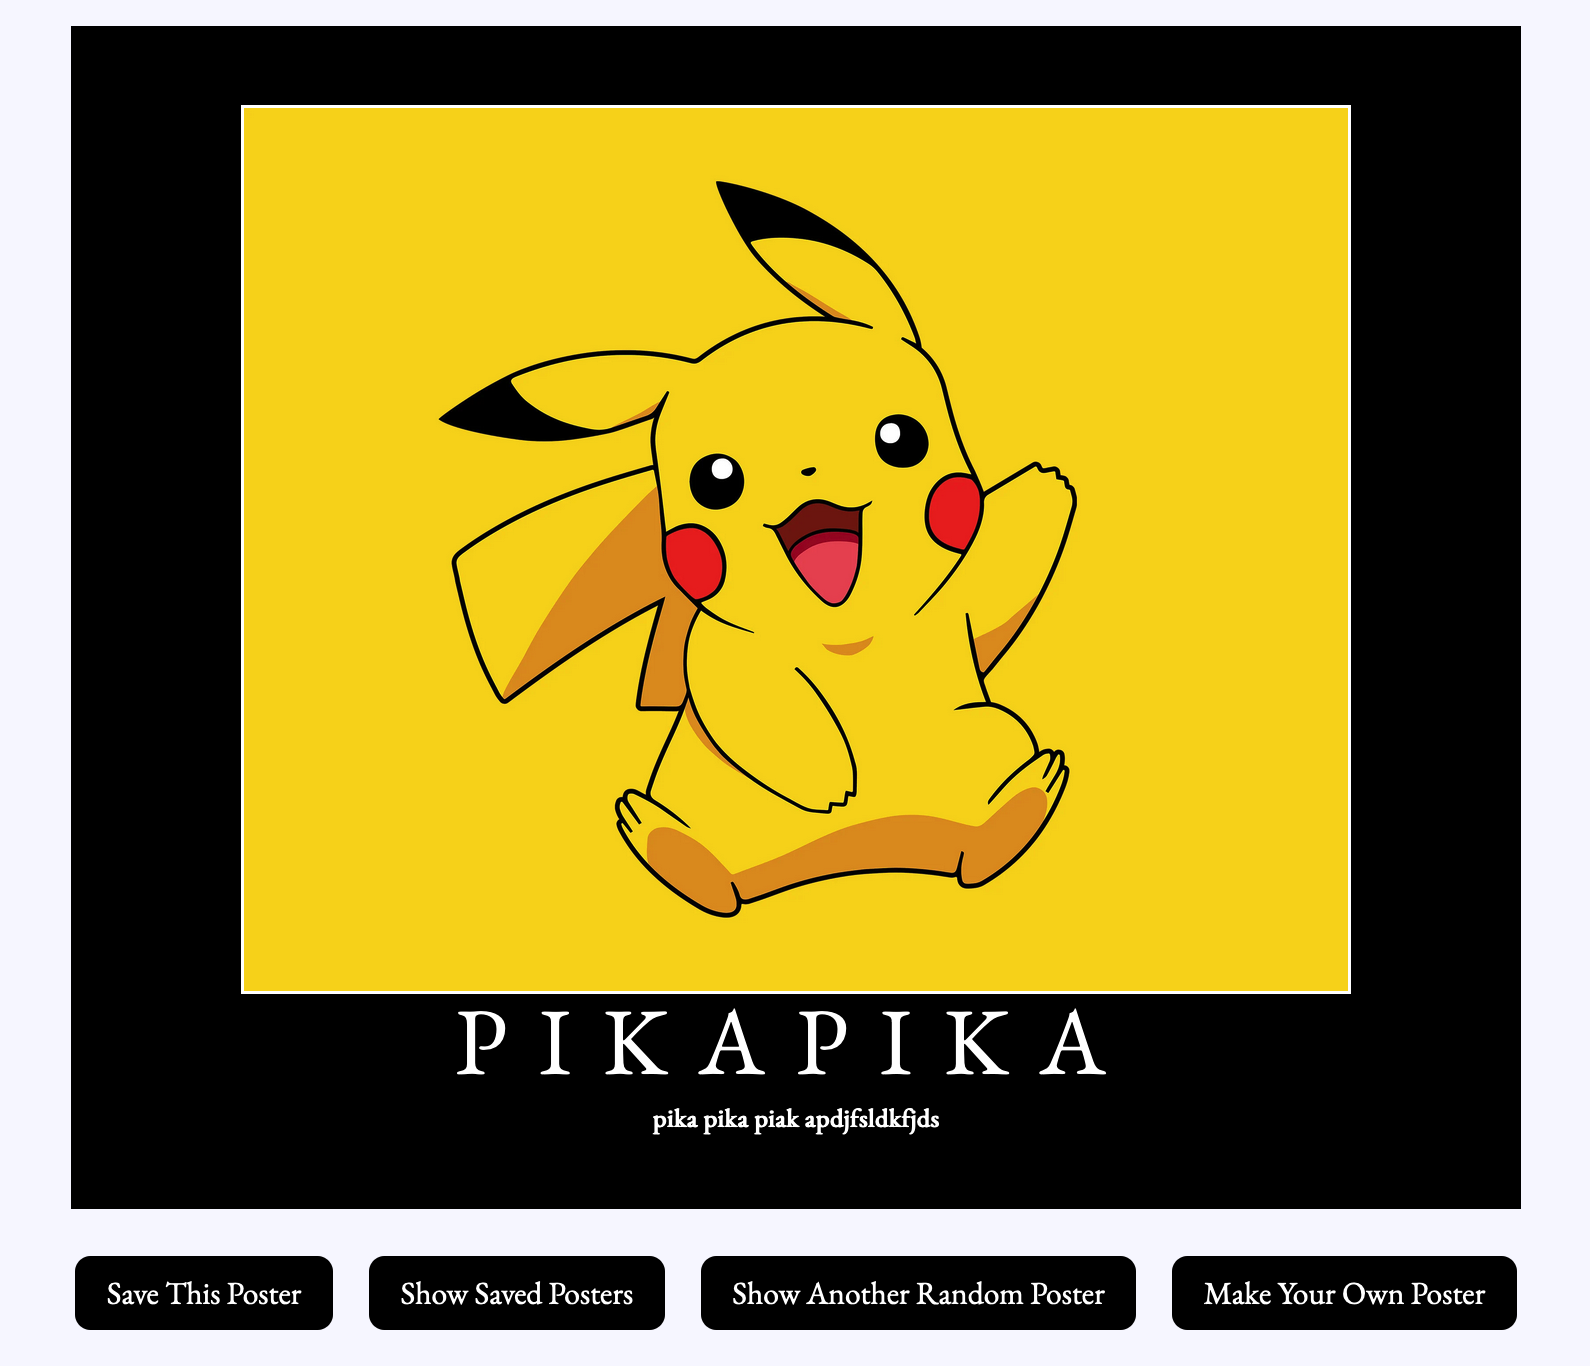 PIKAPIKA
pika pika piak apdjfsldkfjds
Save This Poster
Show Saved Posters
Show Another Random Poster
Make Your Own Poster